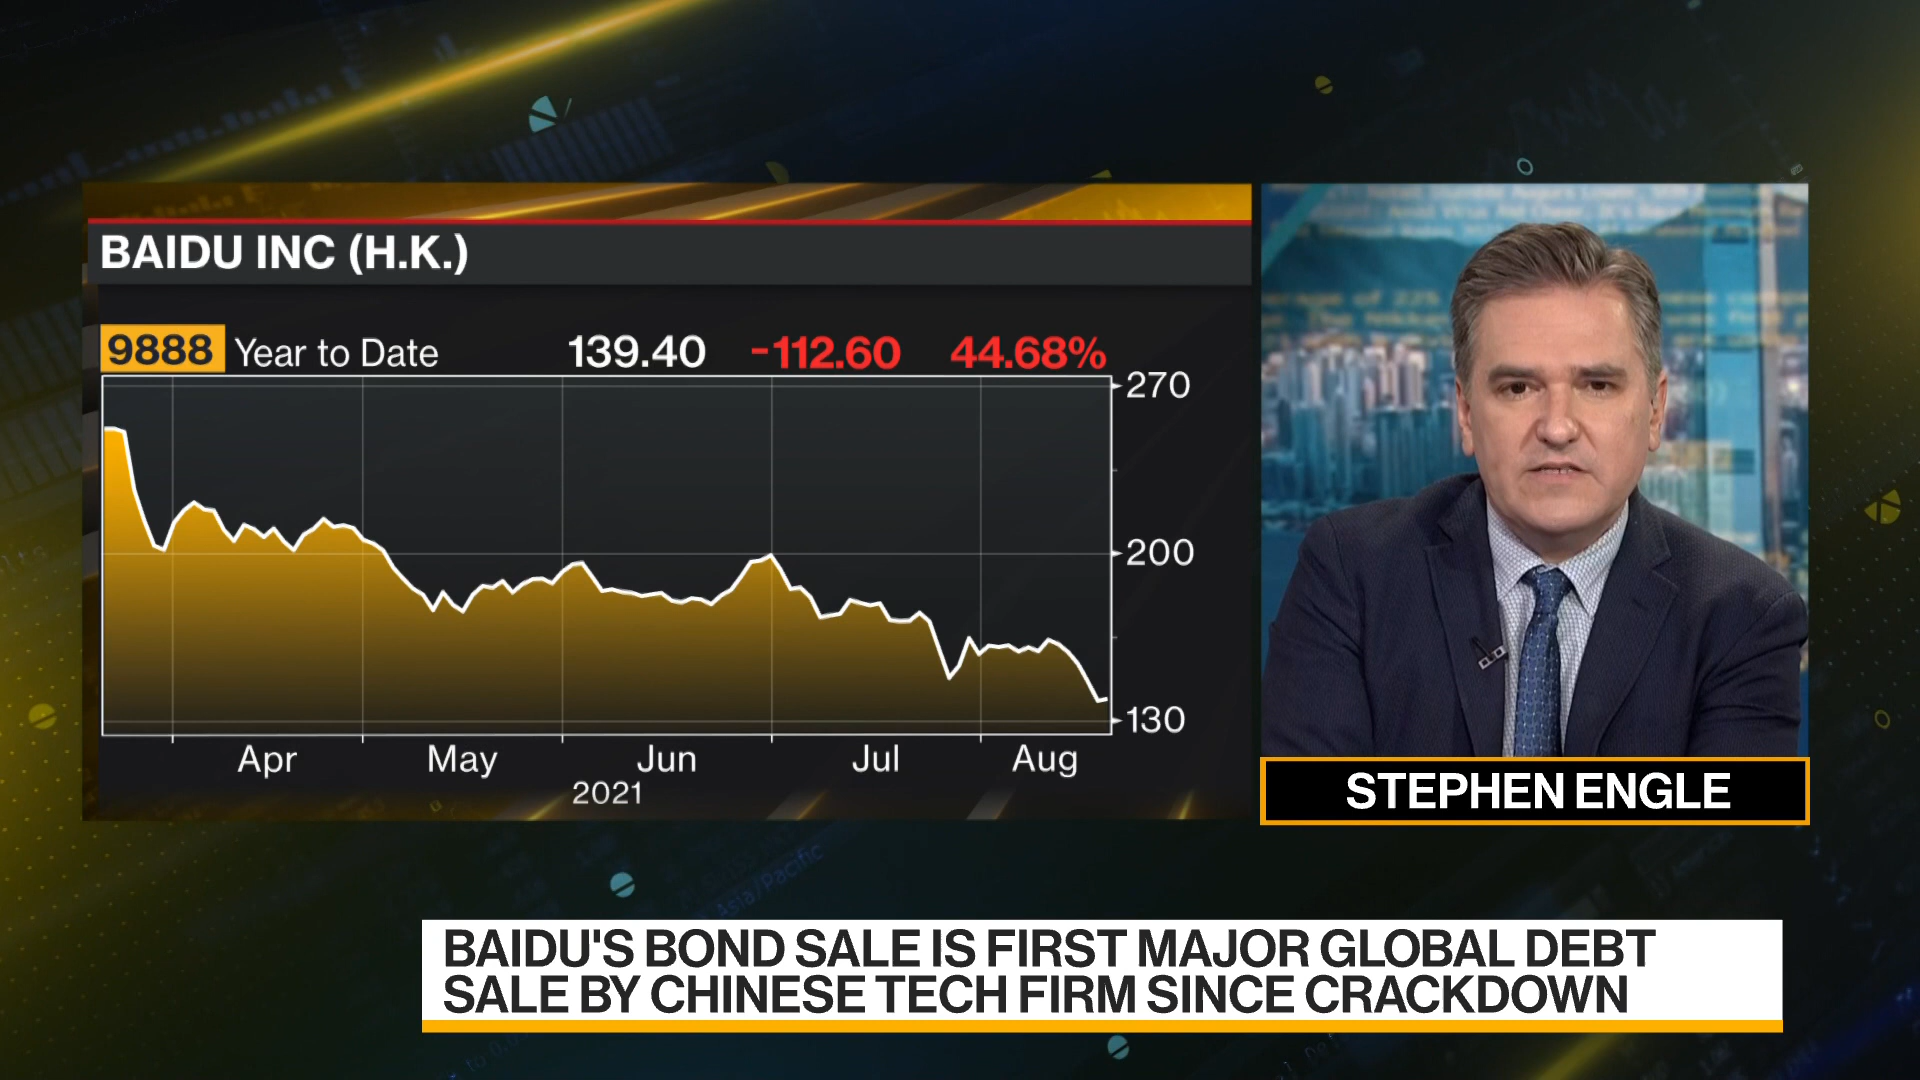 BAIDU INC (H.K.)
9888 Year to Date 139.40 -112.60 44.68%
270
200
130
Apr May Jun Jul Aug
2021
STEPHEN ENGLE
Asia/Pacific
BAIDU'S BOND SALE IS FIRST MAJOR GLOBAL DEBT
SALE BY CHINESE TECH FIRM SINCE CRACKDOWN